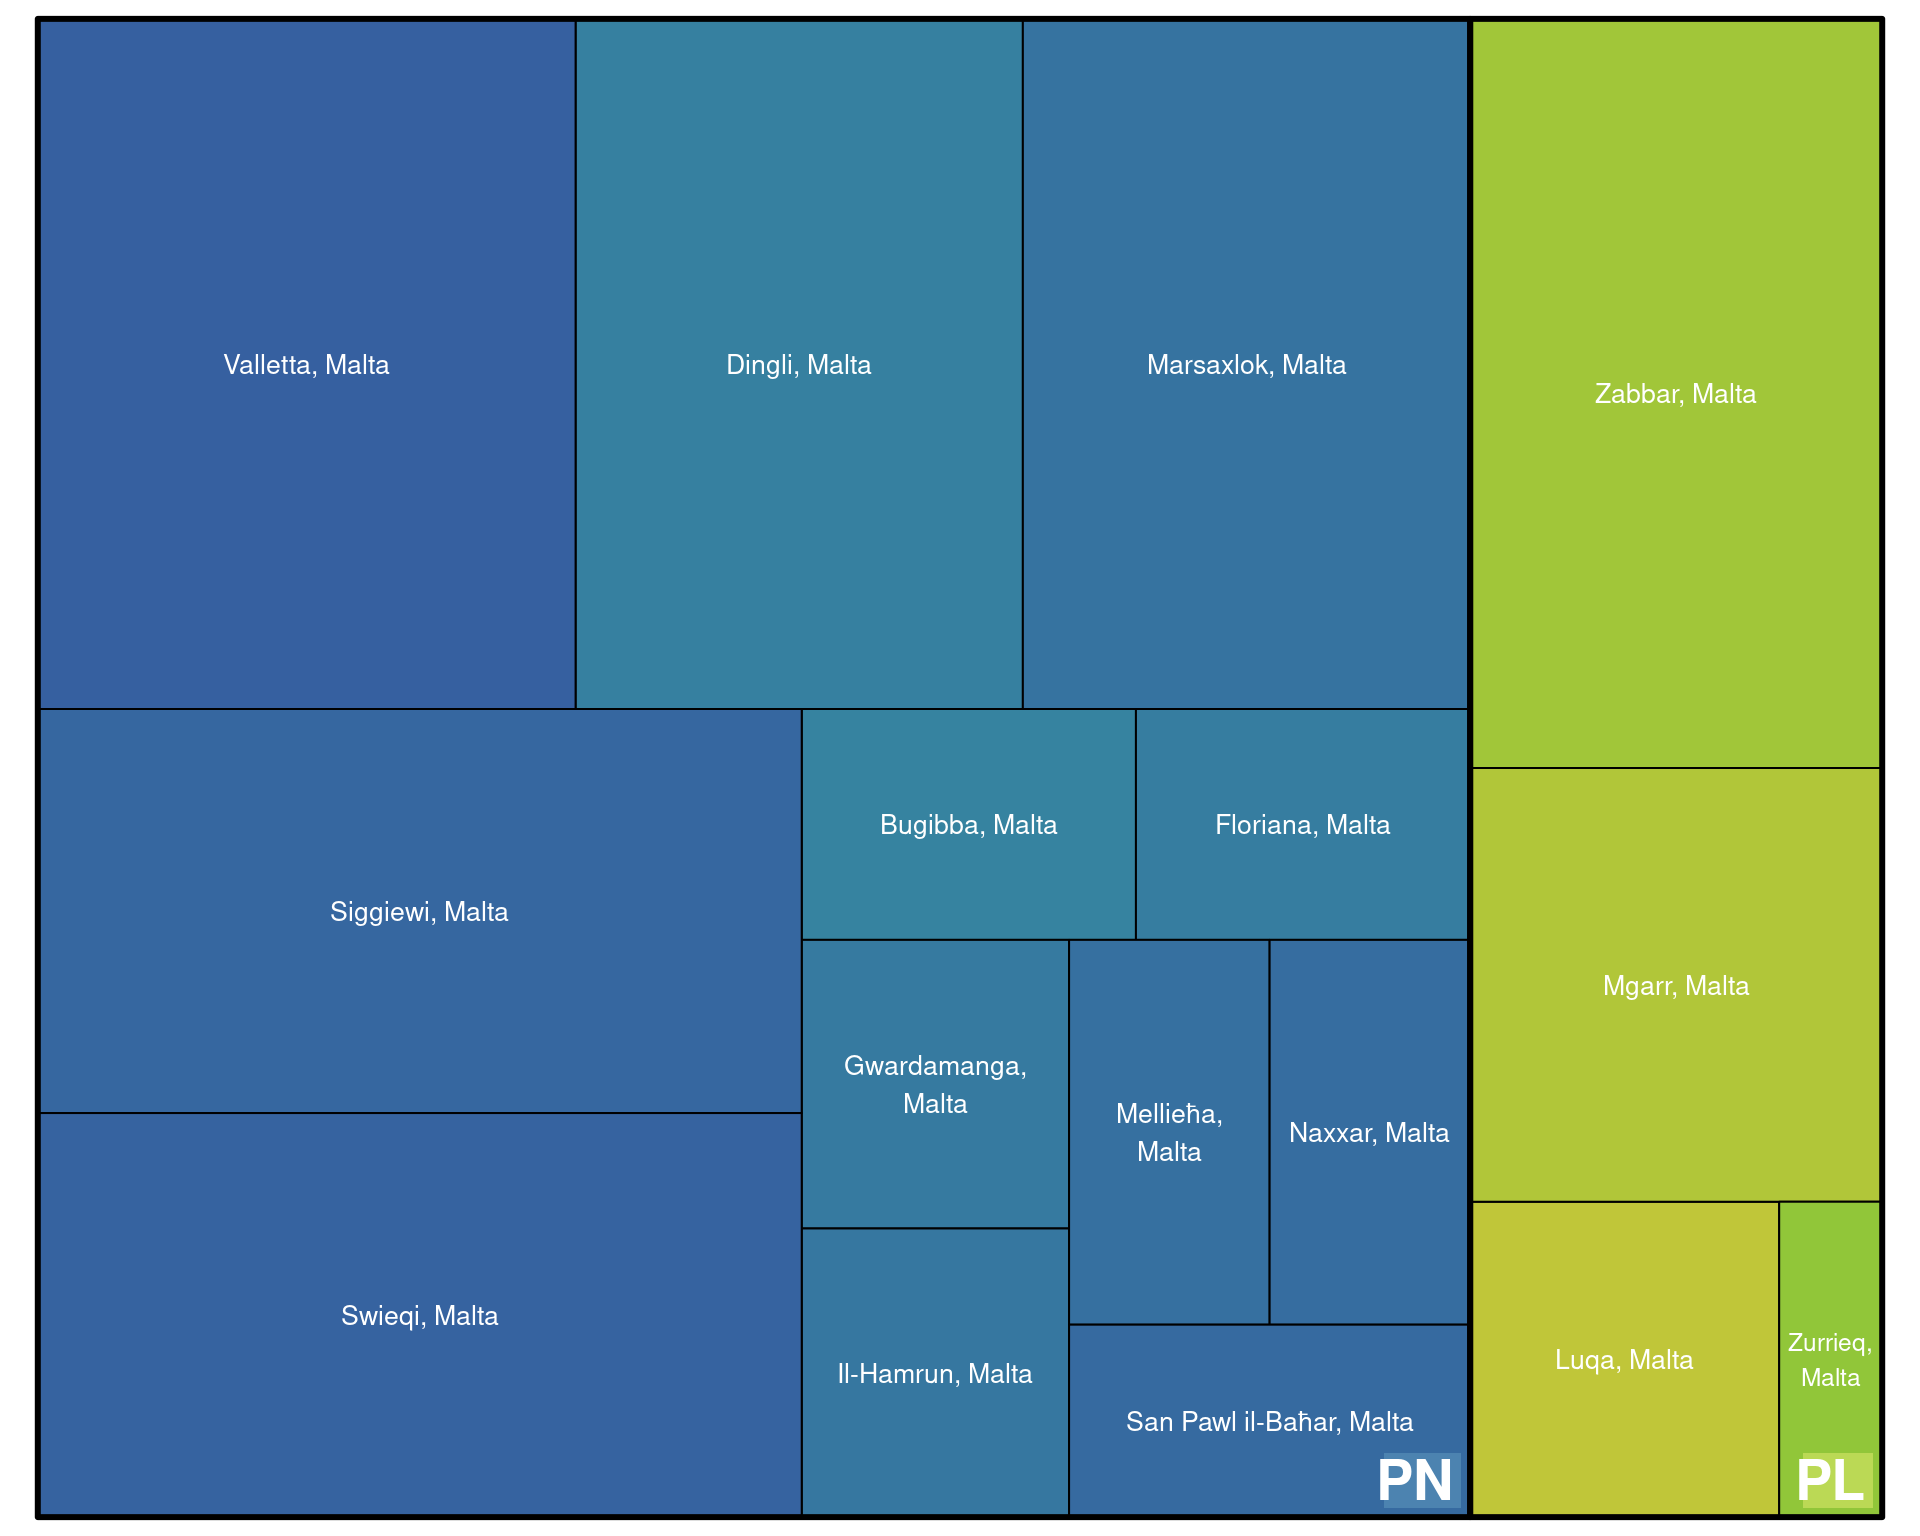 Valletta, Malta
Dingli, Malta
Marsaxlok, Malta
Zabbar, Malta
Siggiewi, Malta
Bugibba, Malta
Floriana, Malta
Mgarr, Malta
Gwardamanga,
Malta
Mellieħa,
Malta
Naxxar, Malta
Swieqi, Malta
Il-Hamrun, Malta
San Pawl il-Baħar, Malta
Luqa, Malta
Zurrieq,
Malta
PN
PL